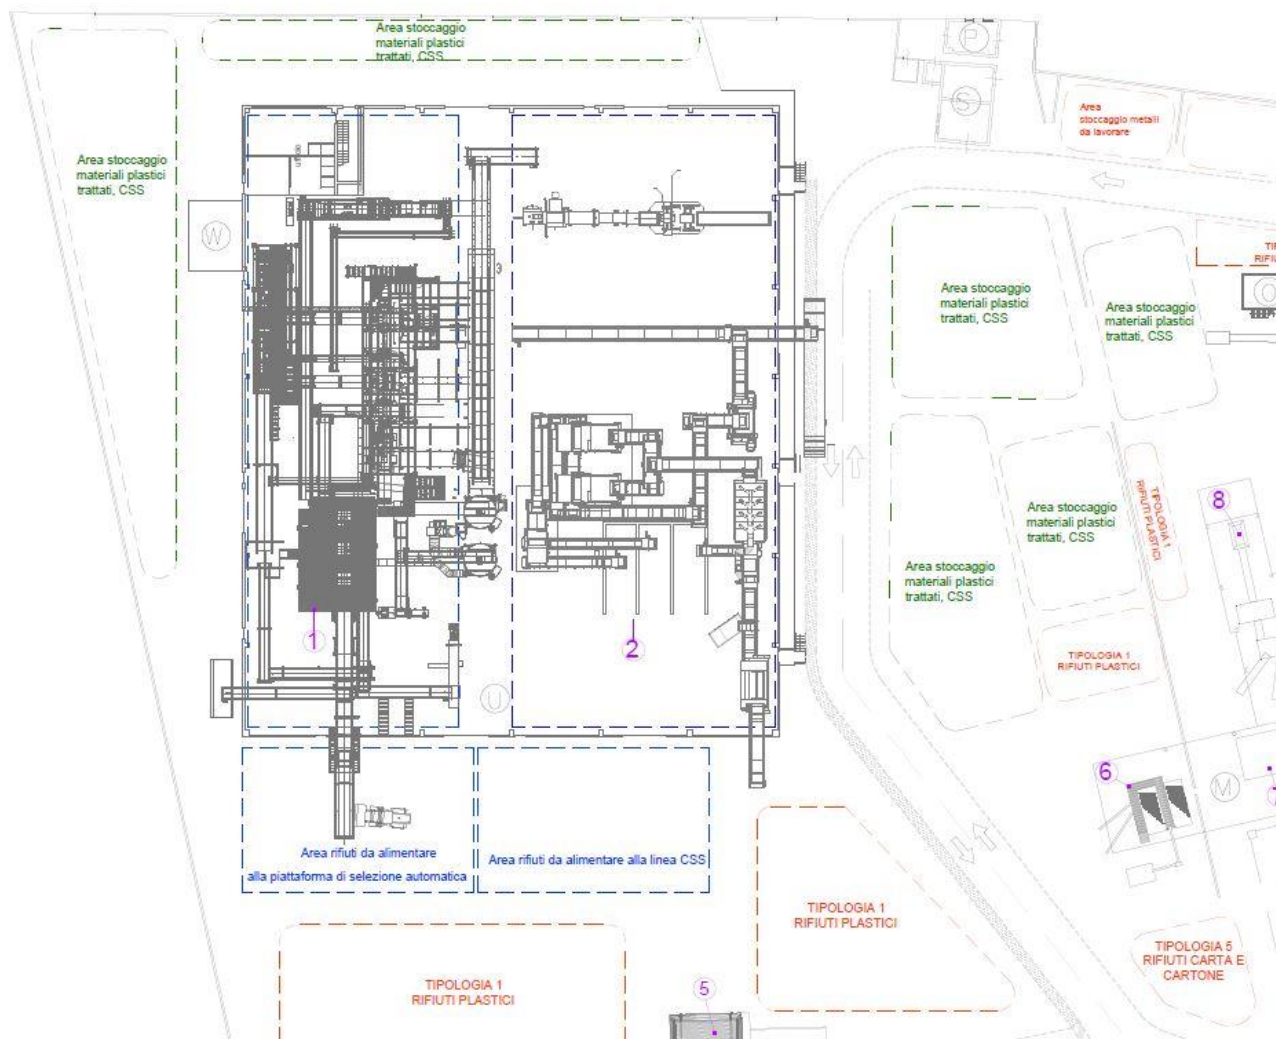 Area stoccaggio
materiali plastici
trattati, CSS
P
S
Area
stoccaggio metalli
da lavorare
Area stoccaggio
materiali plastici
trattati, CSS
W
3
Area stoccaggio
materiali plastici
trattati, CSS
Area stoccaggio
materiali plastici
trattati, CSS
O
TIPOLOGIA 1
RIFIUTI PLASTICI
8
Area stoccaggio
materiali plastici
trattati, CSS
Area stoccaggio
materiali plastici
trattati, CSS
1
2
TIPOLOGIA 1
RIFIUTI PLASTICI
U
6
M
7
Area rifiuti da alimentare
alla piattaforma di selezione automatica
Area rifiuti da alimentare alla linea CSS
TIPOLOGIA 1
RIFIUTI PLASTICI
TIPOLOGIA 5
RIFIUTI CARTA E
CARTONE
TIPOLOGIA 1
RIFIUTI PLASTICI
5